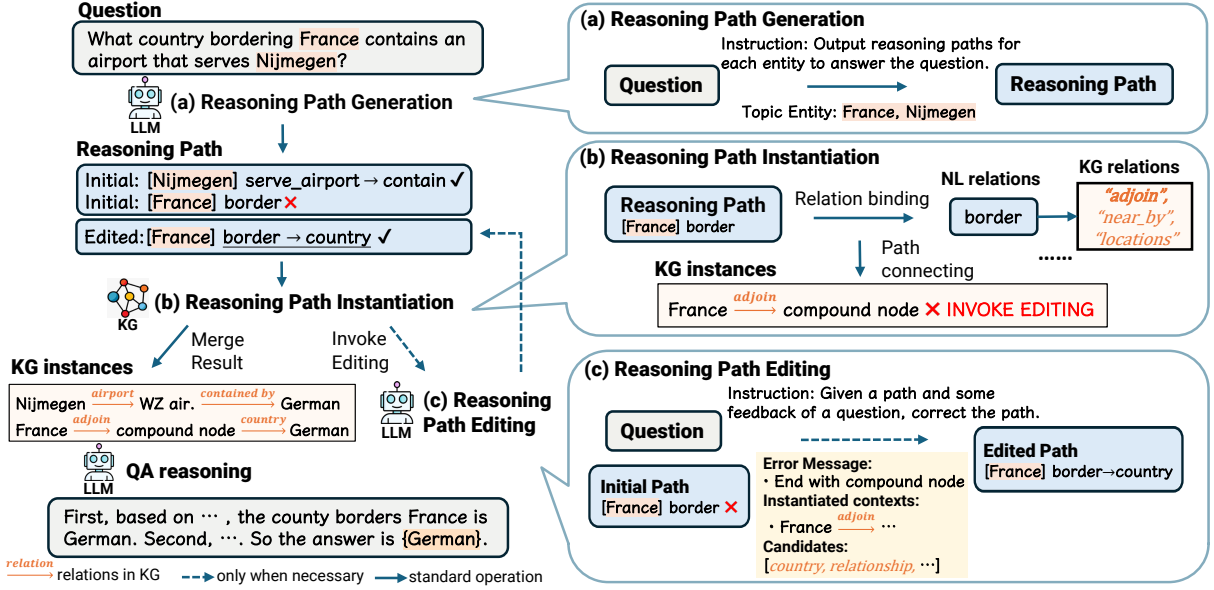 Question
What country bordering France contains an
airport that serves Nijmegen?
LLM
(a) Reasoning Path Generation
Reasoning Path
Initial: [Nijmegen] serve_airport → contain ✓
Initial: [France] border ×
Edited: [France] border → country ✓
KG
(b) Reasoning Path Instantiation
Merge
Result
Invoke
Editing
KG instances
Nijmegen airport → WZ air. contained by → German
France adjoin → compound node country → German
LLM
(c) Reasoning
Path Editing
LLM
QA reasoning
First, based on ⋯ , the county borders France is
German. Second, ⋯. So the answer is {German}.
relation
relations in KG
only when necessary
standard operation
(a) Reasoning Path Generation
Instruction: Output reasoning paths for
each entity to answer the question.
Question
Reasoning Path
Topic Entity: France, Nijmegen
(b) Reasoning Path Instantiation
Reasoning Path
[France] border
Relation binding
NL relations
border
......
KG relations
"adjoin",
"near_by",
"locations"
Path
connecting
KG instances
France adjoin → compound node × INVOKE EDITING
(c) Reasoning Path Editing
Instruction: Given a path and some
feedback of a question, correct the path.
Question
Initial Path
[France] border ×
Error Message:
• End with compound node
Instantiated contexts:
• France adjoin → ⋯
Candidates:
[country, relationship, ⋯]
Edited Path
[France] border→country